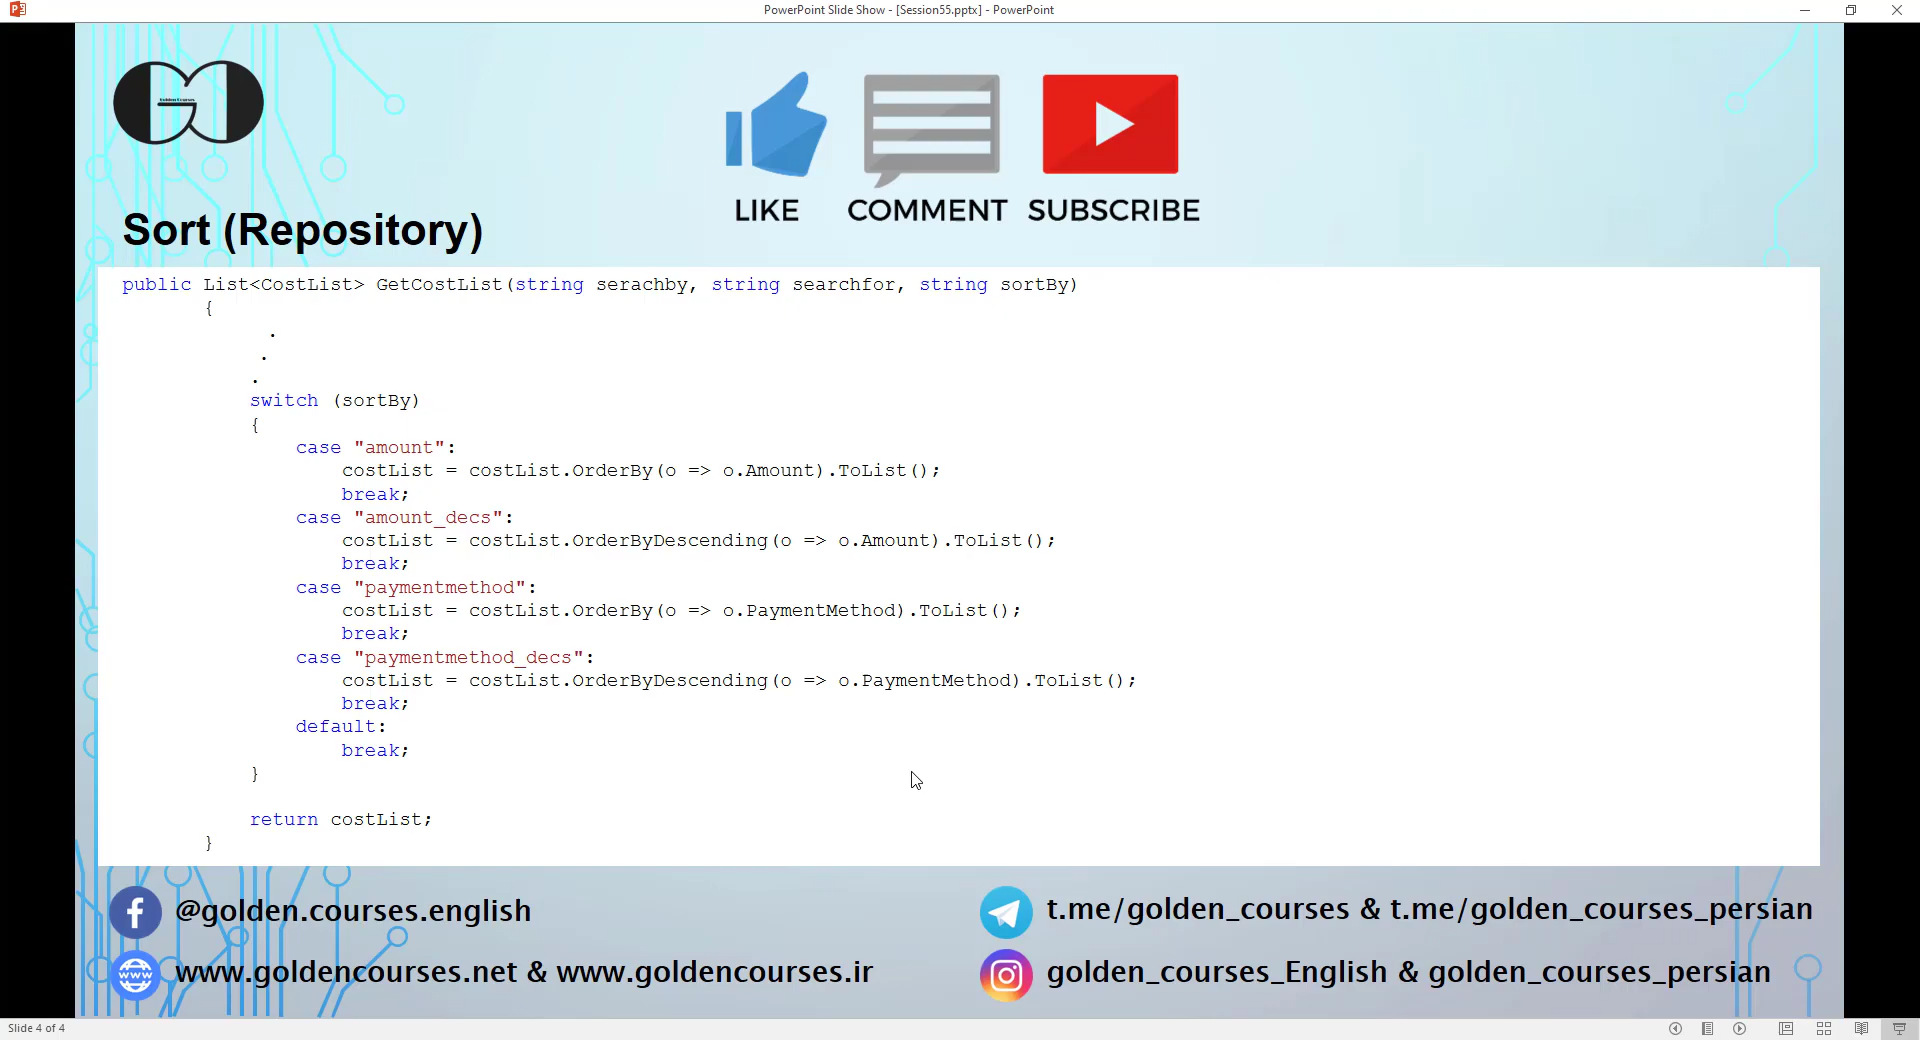 PowerPoint Slide Show - [Session55.pptx] - PowerPoint
Golden Courses
LIKE COMMENT SUBSCRIBE
Sort (Repository)
public List<CostList> GetCostList(string serachby, string searchfor, string sortBy)
{
.
.
.
switch (sortBy)
{
case "amount":
costList = costList.OrderBy(o => o.Amount).ToList();
break;
case "amount_decs":
costList = costList.OrderByDescending(o => o.Amount).ToList();
break;
case "paymentmethod":
costList = costList.OrderBy(o => o.PaymentMethod).ToList();
break;
case "paymentmethod_decs":
costList = costList.OrderByDescending(o => o.PaymentMethod).ToList();
break;
default:
break;
}
return costList;
}
@golden.courses.english
t.me/golden_courses & t.me/golden_courses_persian
www
www.goldencourses.net & www.goldencourses.ir
golden_courses_English & golden_courses_persian
Slide 4 of 4